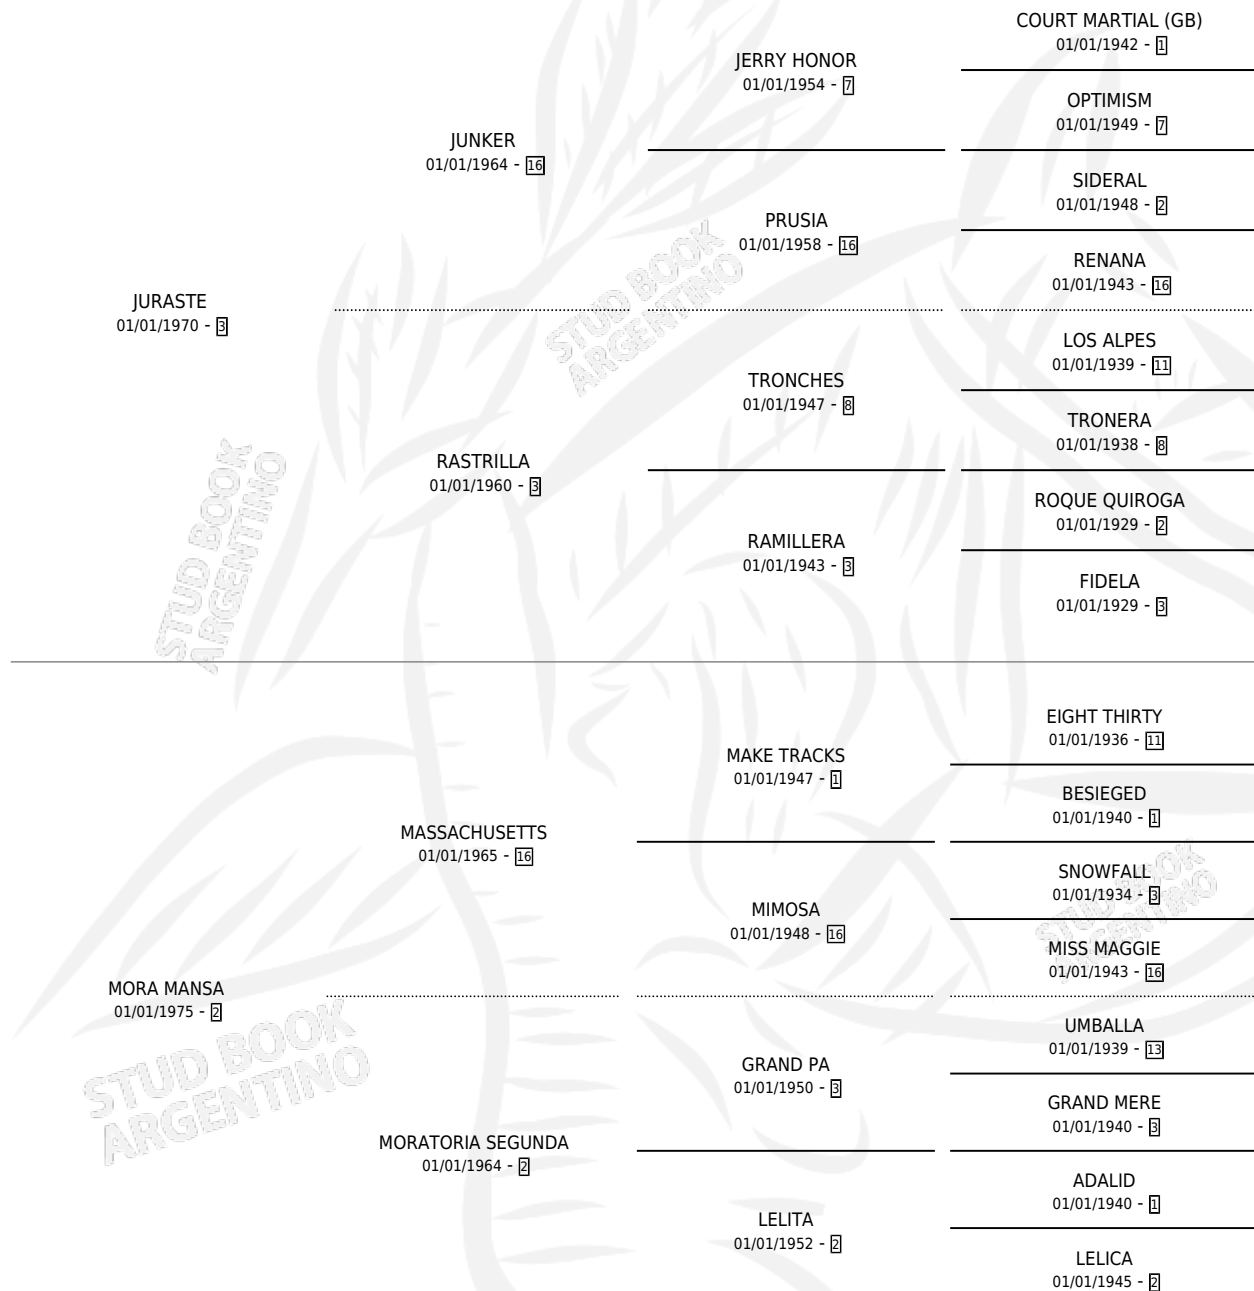 COURT MARTIAL (GB)
01/01/1942 - 1
JERRY HONOR
01/01/1954 - 7
OPTIMISM
01/01/1949 - 7
JUNKER
01/01/1964 - 16
SIDERAL
01/01/1948 - 2
PRUSIA
01/01/1958 - 16
RENANA
01/01/1943 - 16
JURASTE
01/01/1970 - 3
STUD BOOK
ARGENTINO
LOS ALPES
01/01/1939 - 11
TRONCHES
01/01/1947 - 8
TRONERA
01/01/1938 - 8
RASTRILLA
01/01/1960 - 3
ROQUE QUIROGA
01/01/1929 - 2
RAMILLERA
01/01/1943 - 3
FIDELA
01/01/1929 - 3
STUD BOOK
ARGENTINO
EIGHT THIRTY
01/01/1936 - 11
MAKE TRACKS
01/01/1947 - 1
BESIEGED
01/01/1940 - 1
MASSACHUSETTS
01/01/1965 - 16
SNOWFALL
01/01/1934 - 3
MIMOSA
01/01/1948 - 16
MISS MAGGIE
01/01/1943 - 16
STUD BOOK
ARGENTINO
MORA MANSA
01/01/1975 - 2
UMBALLA
01/01/1939 - 13
GRAND PA
01/01/1950 - 3
GRAND MERE
01/01/1940 - 3
STUD BOOK
ARGENTINO
MORATORIA SEGUNDA
01/01/1964 - 2
ADALID
01/01/1940 - 1
LELITA
01/01/1952 - 2
LELICA
01/01/1945 - 2